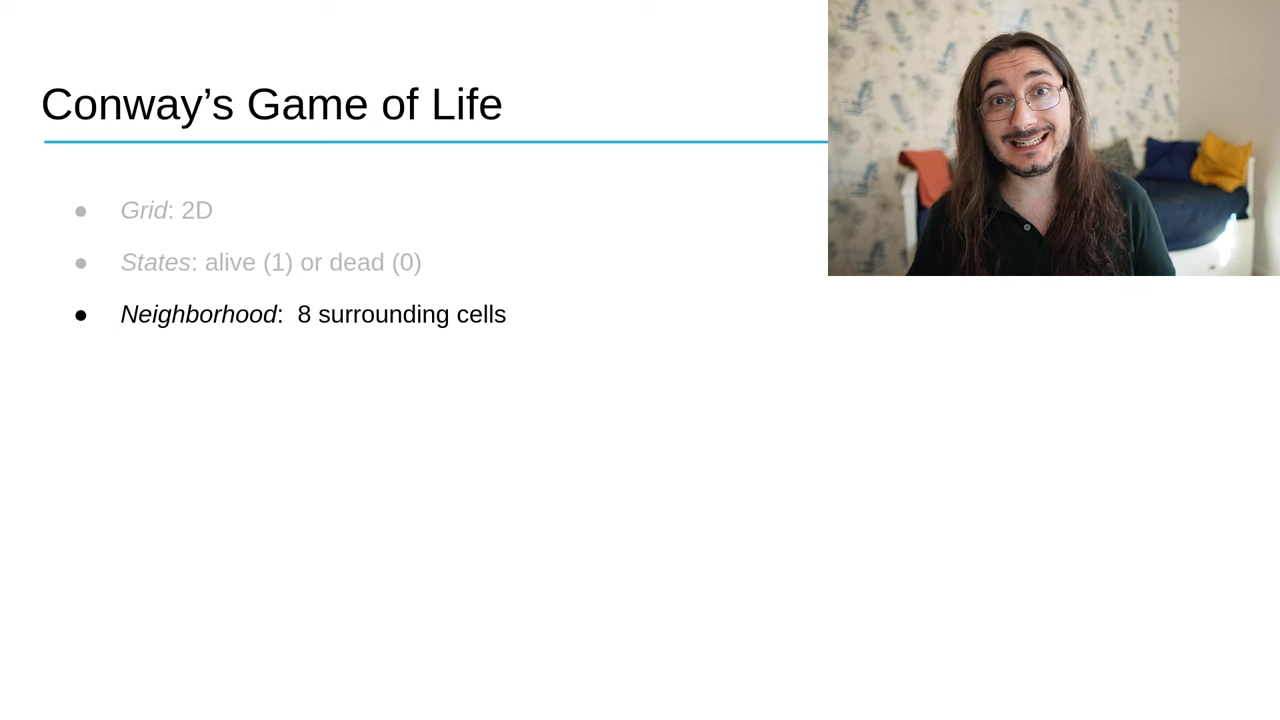 Conway’s Game of Life
● Grid: 2D
● States: alive (1) or dead (0)
● Neighborhood:  8 surrounding cells